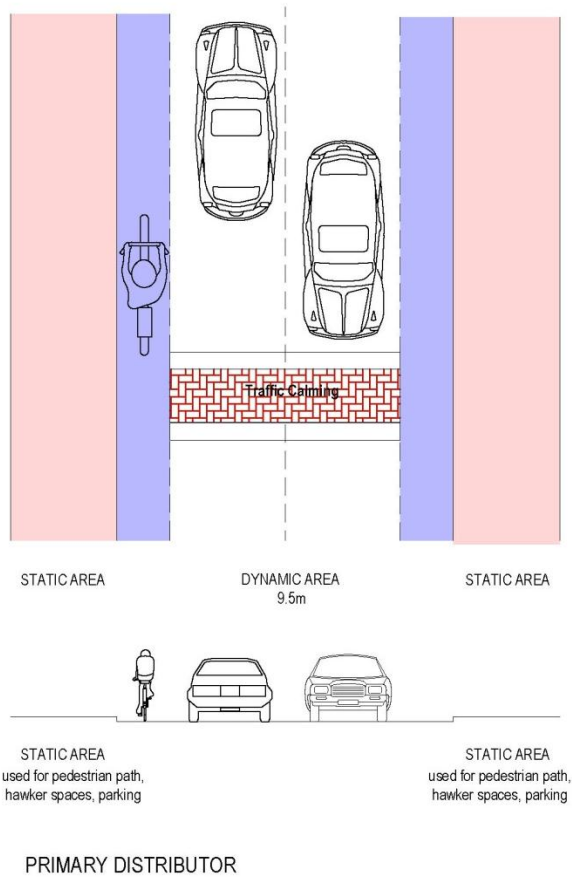 Traffic Calming
STATIC AREA
DYNAMIC AREA
9.5m
STATIC AREA
STATIC AREA
used for pedestrian path,
hawker spaces, parking
STATIC AREA
used for pedestrian path,
hawker spaces, parking
PRIMARY DISTRIBUTOR